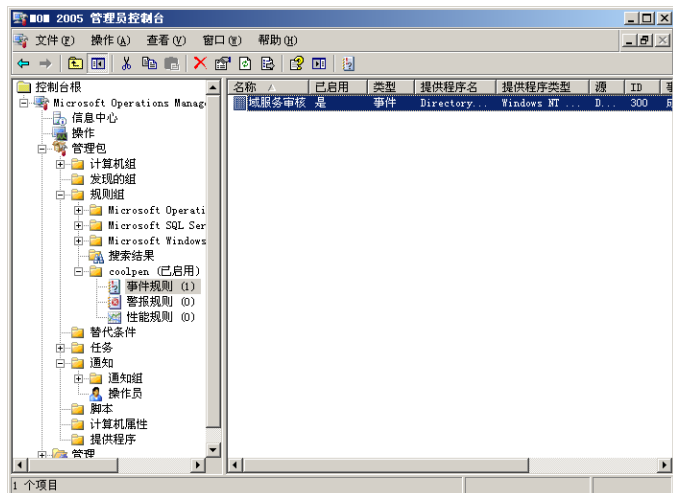 MOM 2005 管理员控制台
文件(F) 操作(A) 查看(V) 窗口(W) 帮助(H)
控制台根
Microsoft Operations Manag
信息中心
操作
管理包
计算机组
发现的组
规则组
Microsoft Operati
Microsoft SQL Ser
Microsoft Windows
搜索结果
coolpen (已启用)
事件规则 (1)
警报规则 (0)
性能规则 (0)
替代条件
任务
通知
通知组
操作员
脚本
计算机属性
提供程序
管理
名称 已启用 类型 提供程序名 提供程序类型 源 ID
域服务审核 是 事件 Directory... Windows NT ... D... 300
1 个项目